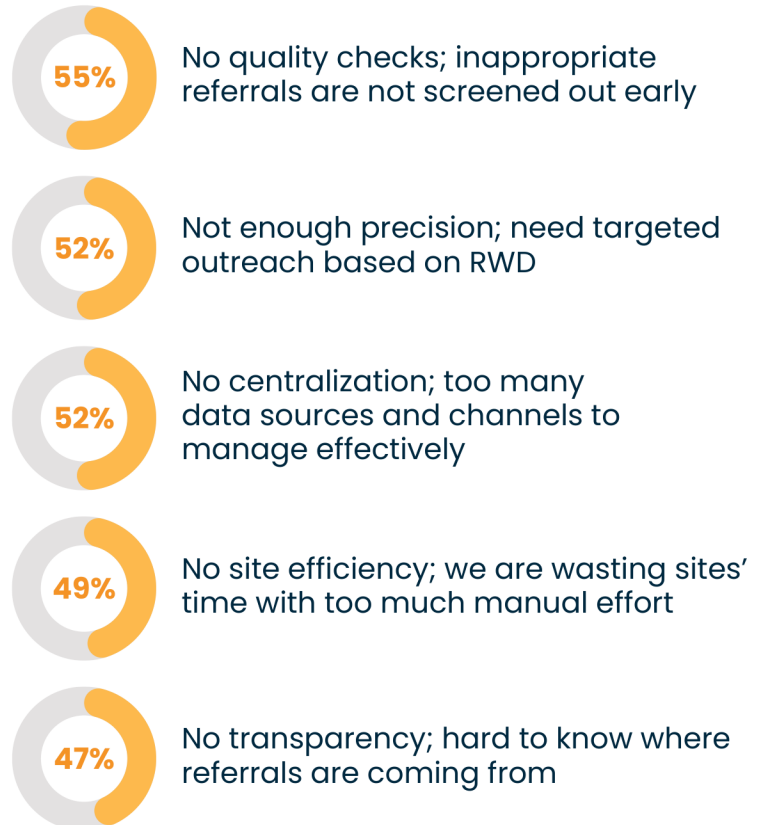 55%
No quality checks; inappropriate
referrals are not screened out early
52%
Not enough precision; need targeted
outreach based on RWD
52%
No centralization; too many
data sources and channels to
manage effectively
49%
No site efficiency; we are wasting sites’
time with too much manual effort
47%
No transparency; hard to know where
referrals are coming from